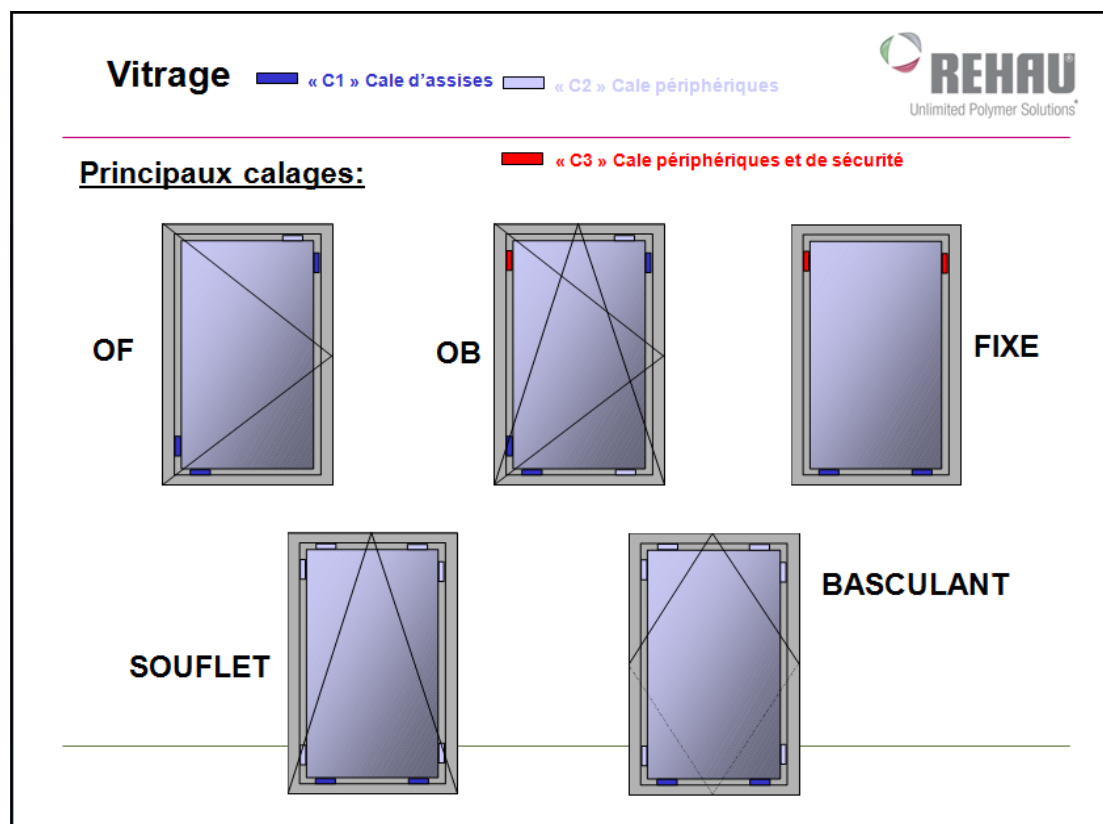 Vitrage
« C1 » Cale d’assises
« C2 » Cale périphériques
REHAU®
Unlimited Polymer Solutions
« C3 » Cale périphériques et de sécurité
Principaux calages:
OF
OB
FIXE
SOUFLET
BASCULANT